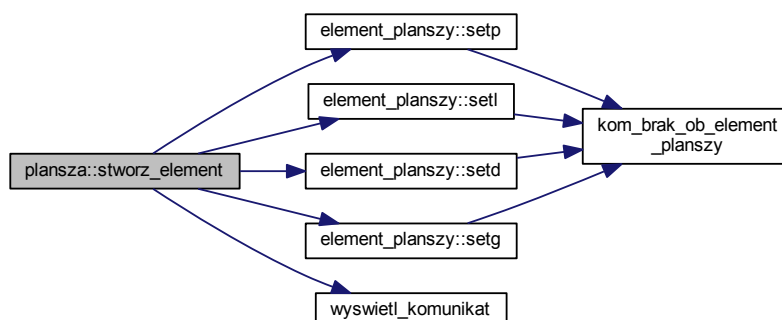 element_planszy::setp
element_planszy::setl
kom_brak_ob_element
_planszy
plansza::stworz_element
element_planszy::setd
element_planszy::setg
wyswietl_komunikat